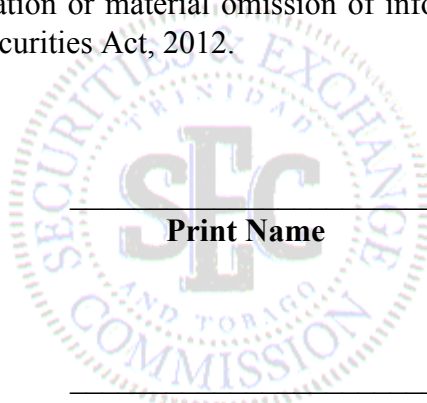 ation or material omission of info
curities Act, 2012.
SECURITIES & EXCHANGE
TRINIDAD
SEC
Print Name
AND TOBAGO
COMMISSION